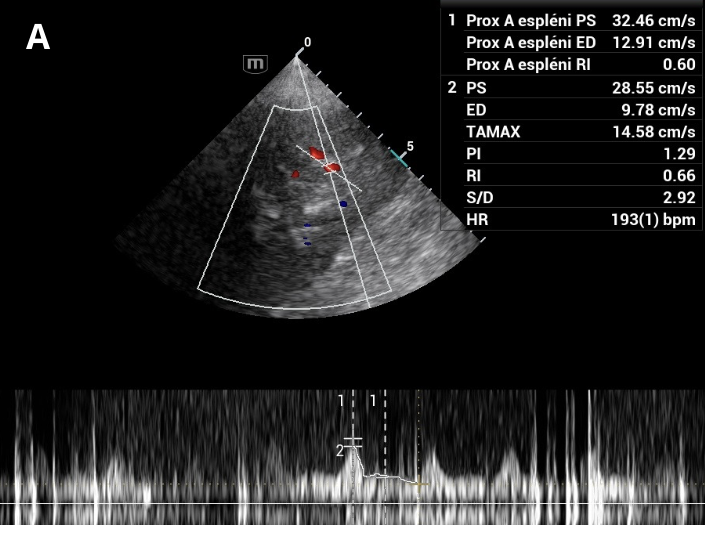 A
m
0
5
1 Prox A espléni PS 32.46 cm/s
Prox A espléni ED 12.91 cm/s
Prox A espléni RI 0.60
2 PS 28.55 cm/s
ED 9.78 cm/s
TAMAX 14.58 cm/s
PI 1.29
RI 0.66
S/D 2.92
HR 193(1) bpm
1 1
2